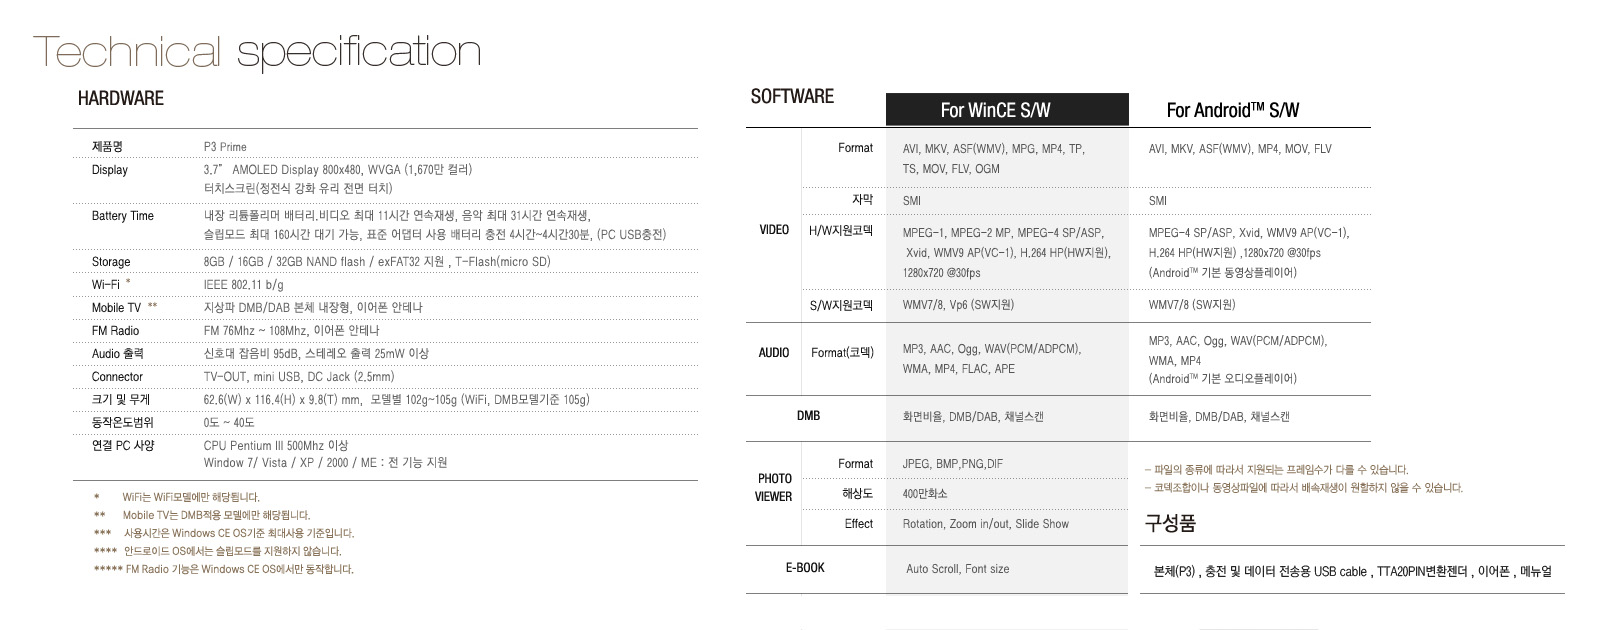 Technical specification
HARDWARE
제품명 P3 Prime
Display 3.7” AMOLED Display 800x480, WVGA (1,670만 컬러)
터치스크린(정전식 강화 유리 전면 터치)
Battery Time 내장 리튬폴리머 배터리.비디오 최대 11시간 연속재생, 음악 최대 31시간 연속재생,
슬립모드 최대 160시간 대기 가능, 표준 어댑터 사용 배터리 충전 4시간~4시간30분, (PC USB충전)
Storage 8GB / 16GB / 32GB NAND flash / exFAT32 지원 , T-Flash(micro SD)
Wi-Fi * IEEE 802.11 b/g
Mobile TV ** 지상파 DMB/DAB 본체 내장형, 이어폰 안테나
FM Radio FM 76Mhz ~ 108Mhz, 이어폰 안테나
Audio 출력 신호대 잡음비 95dB, 스테레오 출력 25mW 이상
Connector TV-OUT, mini USB, DC Jack (2.5mm)
크기 및 무게 62.6(W) x 116.4(H) x 9.8(T) mm, 모델별 102g~105g (WiFi, DMB모델기준 105g)
동작온도범위 0도 ~ 40도
연결 PC 사양 CPU Pentium III 500Mhz 이상
Window 7/ Vista / XP / 2000 / ME : 전 기능 지원
* WiFi는 WiFi모델에만 해당됩니다.
** Mobile TV는 DMB적용 모델에만 해당됩니다.
*** 사용시간은 Windows CE OS기준 최대사용 기준입니다.
**** 안드로이드 OS에서는 슬립모드를 지원하지 않습니다.
***** FM Radio 기능은 Windows CE OS에서만 동작합니다.
SOFTWARE For WinCE S/W For Android™ S/W
VIDEO
Format AVI, MKV, ASF(WMV), MPG, MP4, TP, AVI, MKV, ASF(WMV), MP4, MOV, FLV
TS, MOV, FLV, OGM
자막 SMI SMI
H/W지원코덱 MPEG-1, MPEG-2 MP, MPEG-4 SP/ASP, MPEG-4 SP/ASP, Xvid, WMV9 AP(VC-1),
Xvid, WMV9 AP(VC-1), H.264 HP(HW지원), H.264 HP(HW지원) ,1280x720 @30fps
1280x720 @30fps (Android™ 기본 동영상플레이어)
S/W지원코덱 WMV7/8, Vp6 (SW지원) WMV7/8 (SW지원)
AUDIO Format(코덱) MP3, AAC, Ogg, WAV(PCM/ADPCM), MP3, AAC, Ogg, WAV(PCM/ADPCM),
WMA, MP4, FLAC, APE WMA, MP4
(Android™ 기본 오디오플레이어)
DMB 화면비율, DMB/DAB, 채널스캔 화면비율, DMB/DAB, 채널스캔
PHOTO
VIEWER
Format JPEG, BMP,PNG,DIF
해상도 400만화소
Effect Rotation, Zoom in/out, Slide Show
E-BOOK Auto Scroll, Font size
- 파일의 종류에 따라서 지원되는 프레임수가 다를 수 있습니다.
- 코덱조합이나 동영상파일에 따라서 배속재생이 원할하지 않을 수 있습니다.
구성품
본체(P3) , 충전 및 데이터 전송용 USB cable , TTA20PIN변환젠더 , 이어폰 , 메뉴얼